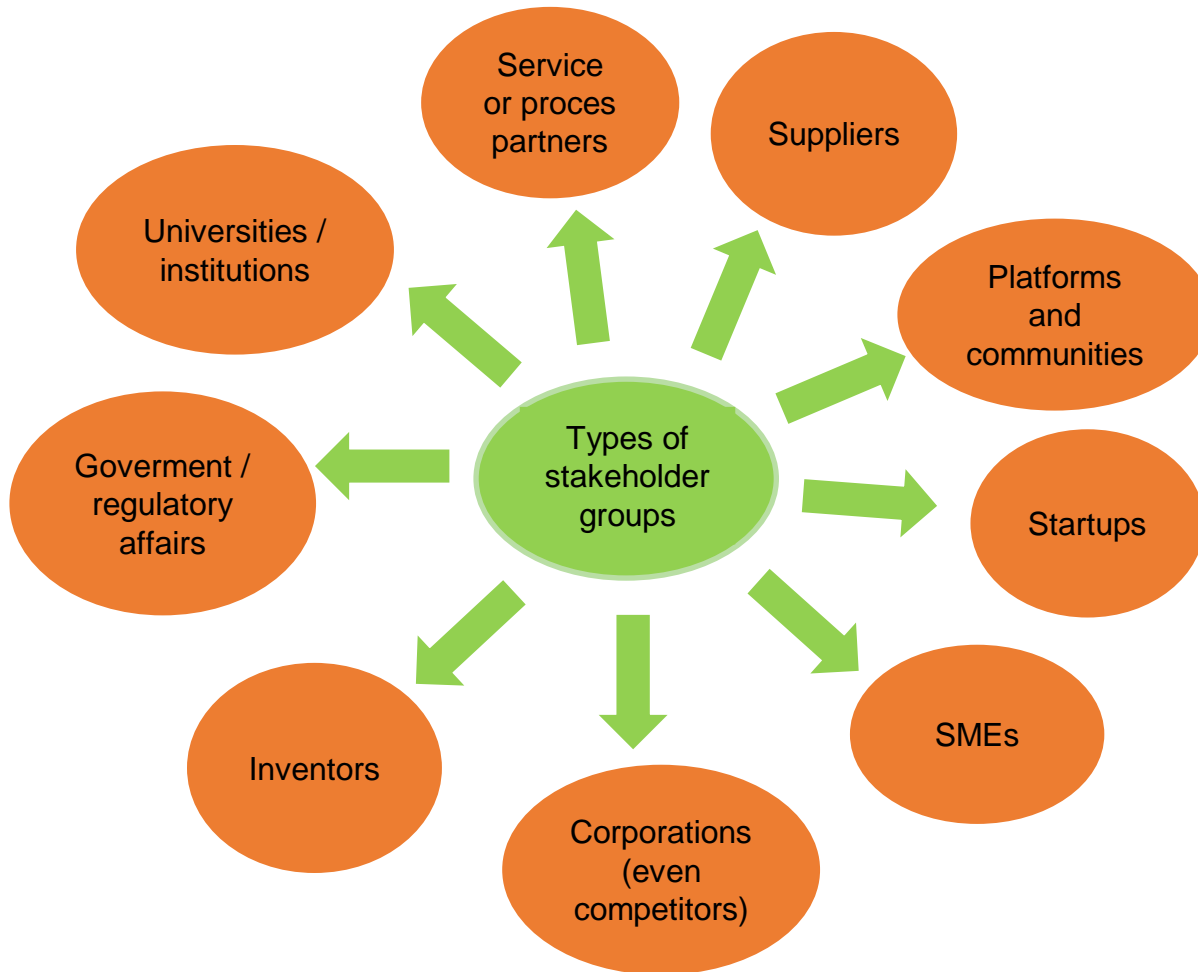 Service
or proces
partners
Suppliers
Universities /
institutions
Platforms
and
communities
Types of
stakeholder
groups
Goverment /
regulatory
affairs
Startups
SMEs
Inventors
Corporations
(even
competitors)